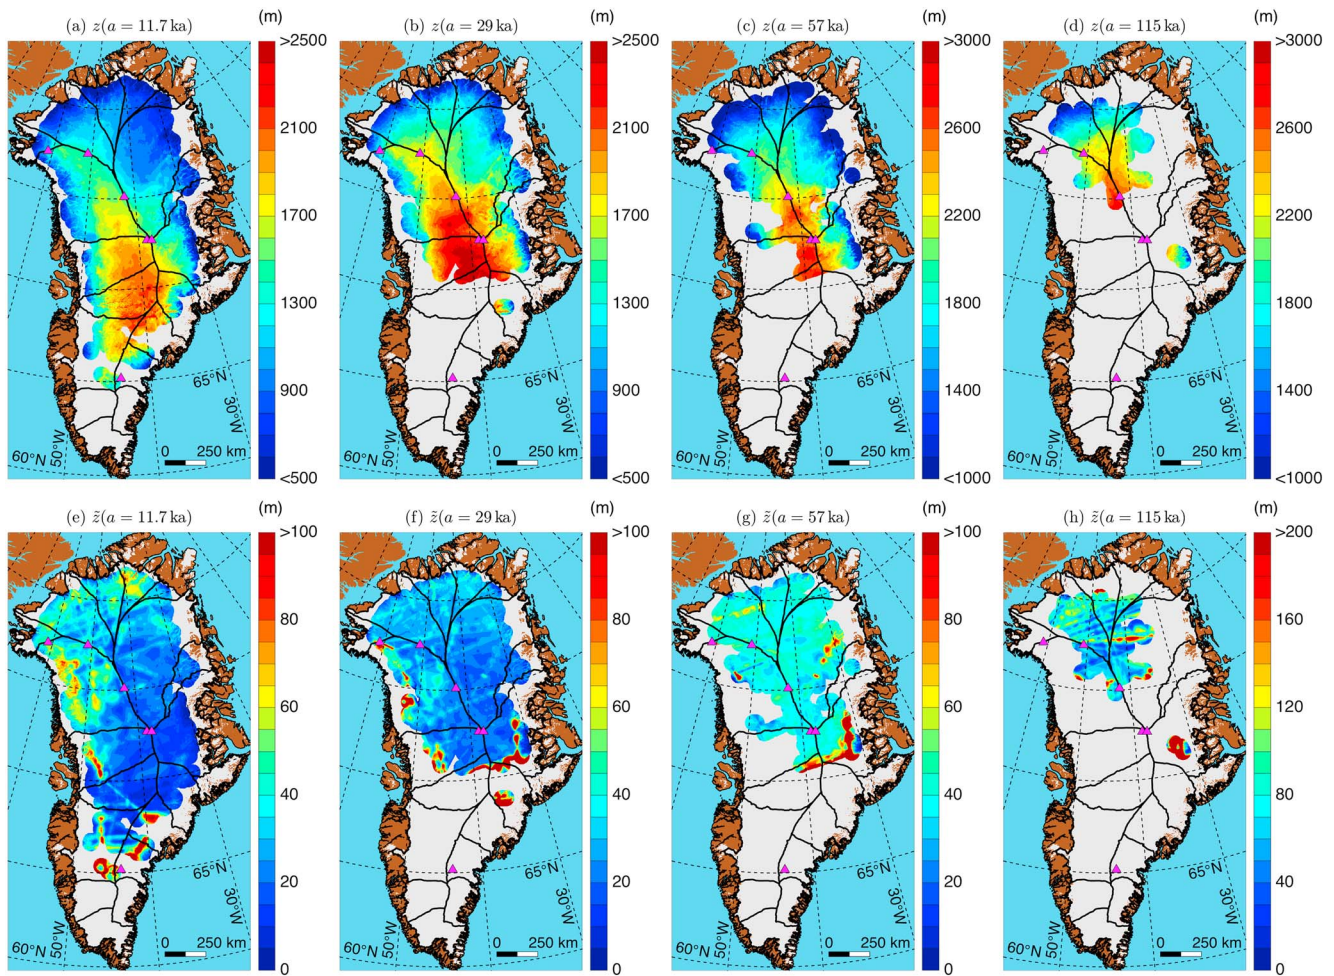 (a) z(a = 11.7 ka)
(m)
>2500
2100
1700
1300
900
<500
65°N
30°W
60°N
50°W
0 250 km
(b) z(a = 29 ka)
(m)
>2500
2100
1700
1300
900
<500
65°N
30°W
60°N
50°W
0 250 km
(c) z(a = 57 ka)
(m)
>3000
2600
2200
1800
1400
<1000
65°N
30°W
60°N
50°W
0 250 km
(d) z(a = 115 ka)
(m)
>3000
2600
2200
1800
1400
<1000
65°N
30°W
60°N
50°W
0 250 km
(e) z̃(a = 11.7 ka)
(m)
>100
80
60
40
20
0
65°N
30°W
60°N
50°W
0 250 km
(f) z̃(a = 29 ka)
(m)
>100
80
60
40
20
0
65°N
30°W
60°N
50°W
0 250 km
(g) z̃(a = 57 ka)
(m)
>100
80
60
40
20
0
65°N
30°W
60°N
50°W
0 250 km
(h) z̃(a = 115 ka)
(m)
>200
160
120
80
40
0
65°N
30°W
60°N
50°W
0 250 km